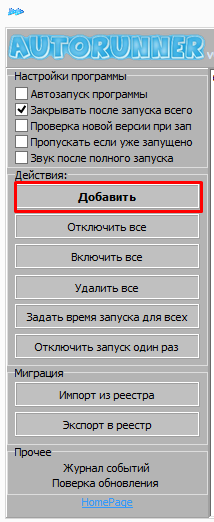 AUTORUNNER
Настройки программы
Автозапуск программы
Закрывать после запуска всего
Проверка новой версии при зап
Пропускать если уже запущено
Звук после полного запуска
Действия:
Добавить
Отключить все
Включить все
Удалить все
Задать время запуска для всех
Отключить запуск один раз
Миграция
Импорт из реестра
Экспорт в реестр
Прочее
Журнал событий
Поверка обновления
HomePage